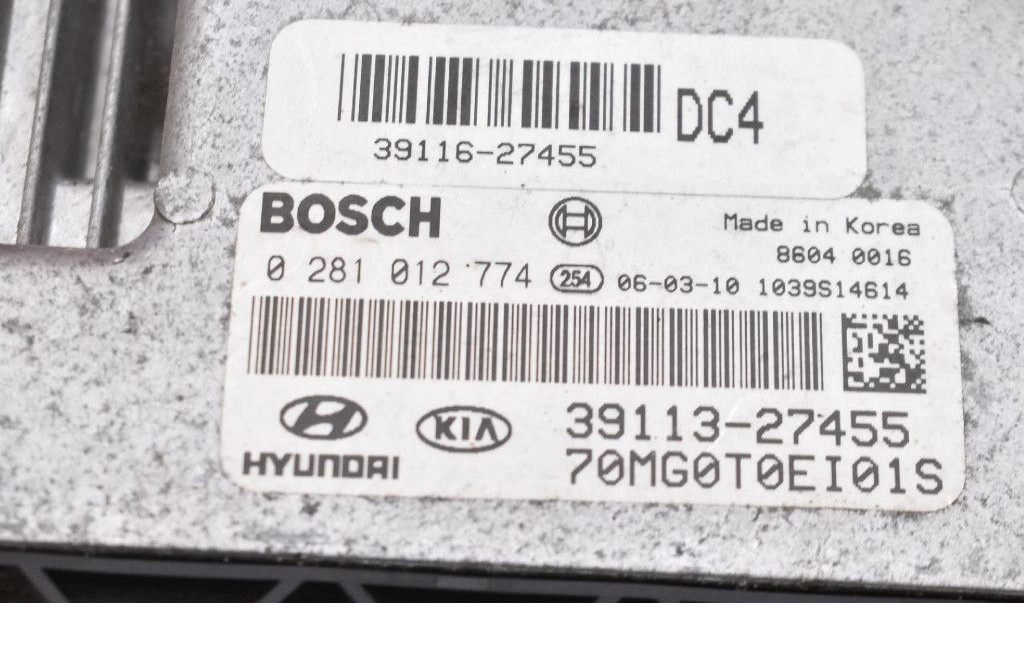 DC4
39116-27455
BOSCH
Made in Korea
8604 0016
0 281 012 774 254 06-03-10 1039S14614
KIA 39113-27455
HYUNDAI 70MG0T0EI01S